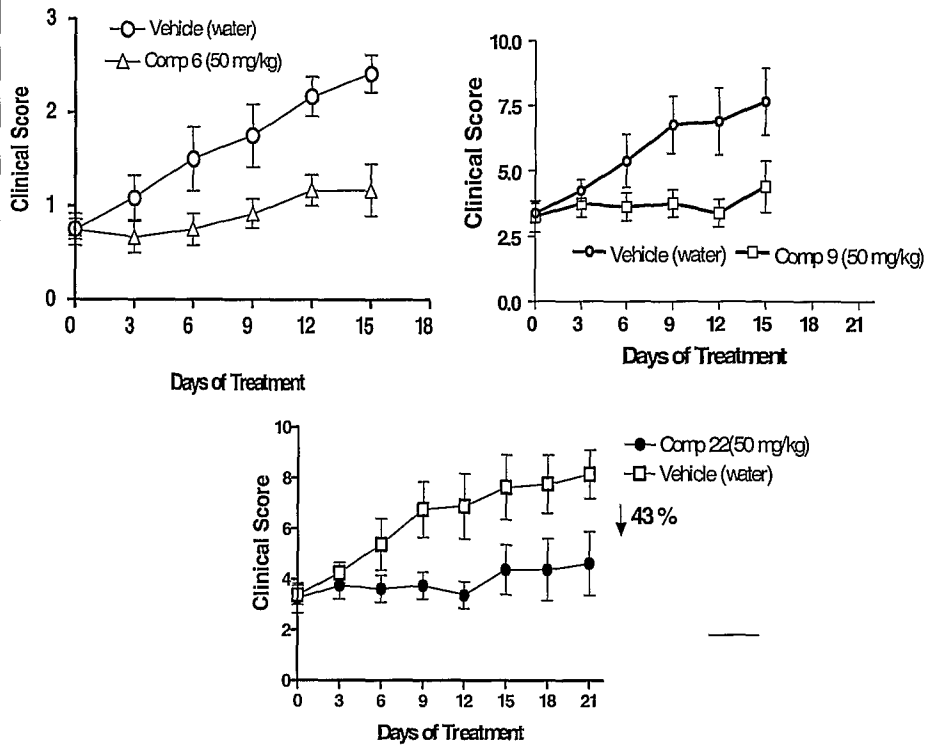 3
2
1
0
Clinical Score
Vehicle (water)
Comp 6 (50 mg/kg)
0 3 6 9 12 15 18
Days of Treatment
10.0
7.5
5.0
2.5
0.0
Clinical Score
Vehicle (water) Comp 9 (50 mg/kg)
0 3 6 9 12 15 18 21
Days of Treatment
10
8
6
4
2
0
Clinical Score
Comp 22(50 mg/kg)
Vehicle (water)
43 %
0 3 6 9 12 15 18 21
Days of Treatment